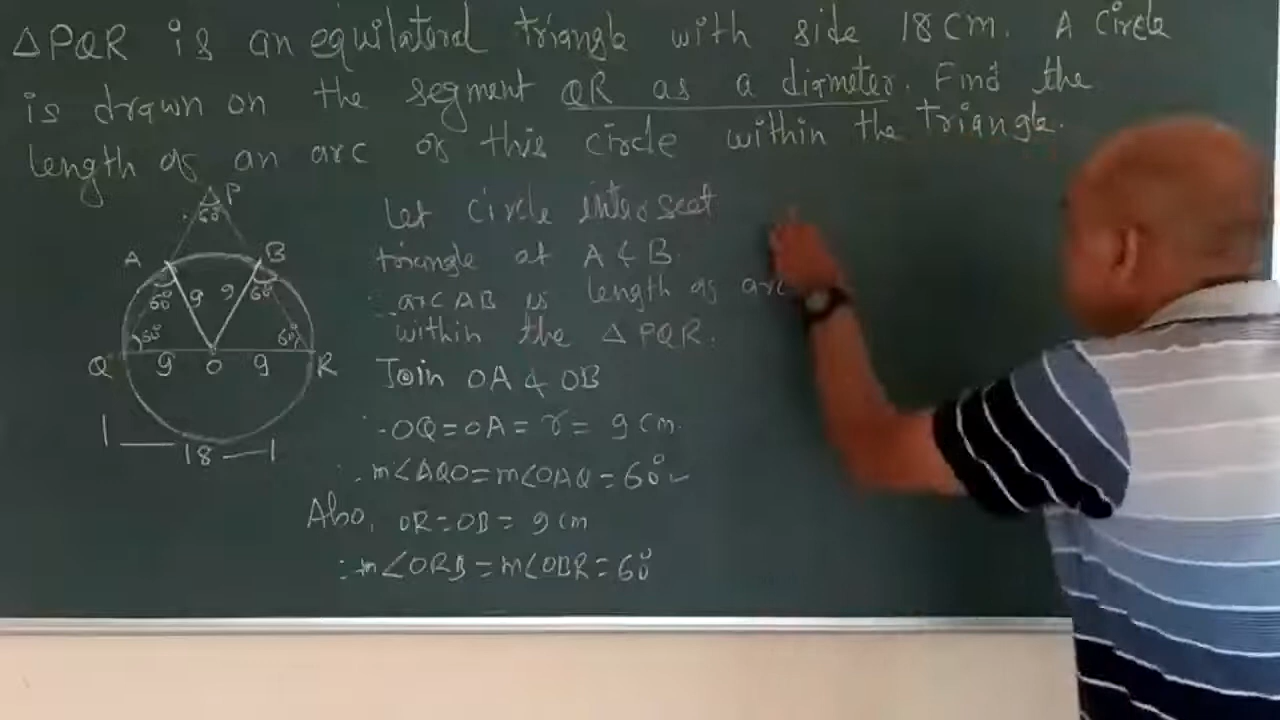 △PQR is an equilateral triangle with side 18 cm. A circle
is drawn on the segment QR as a diameter. Find the
length of an arc of this circle within the triangle.
P
60°
A B
60° 9 9 60°
60° 60°
Q 9 O 9 R
18
Let circle intersect
triangle at A & B.
∴ arc AB is length of arc
within the △PQR.
Join OA & OB
∴ OQ = OA = r = 9 cm.
∴ m∠AQO = m∠OAQ = 60°
Also, OR = OB = 9 cm
∴ m∠ORB = m∠OBR = 60°